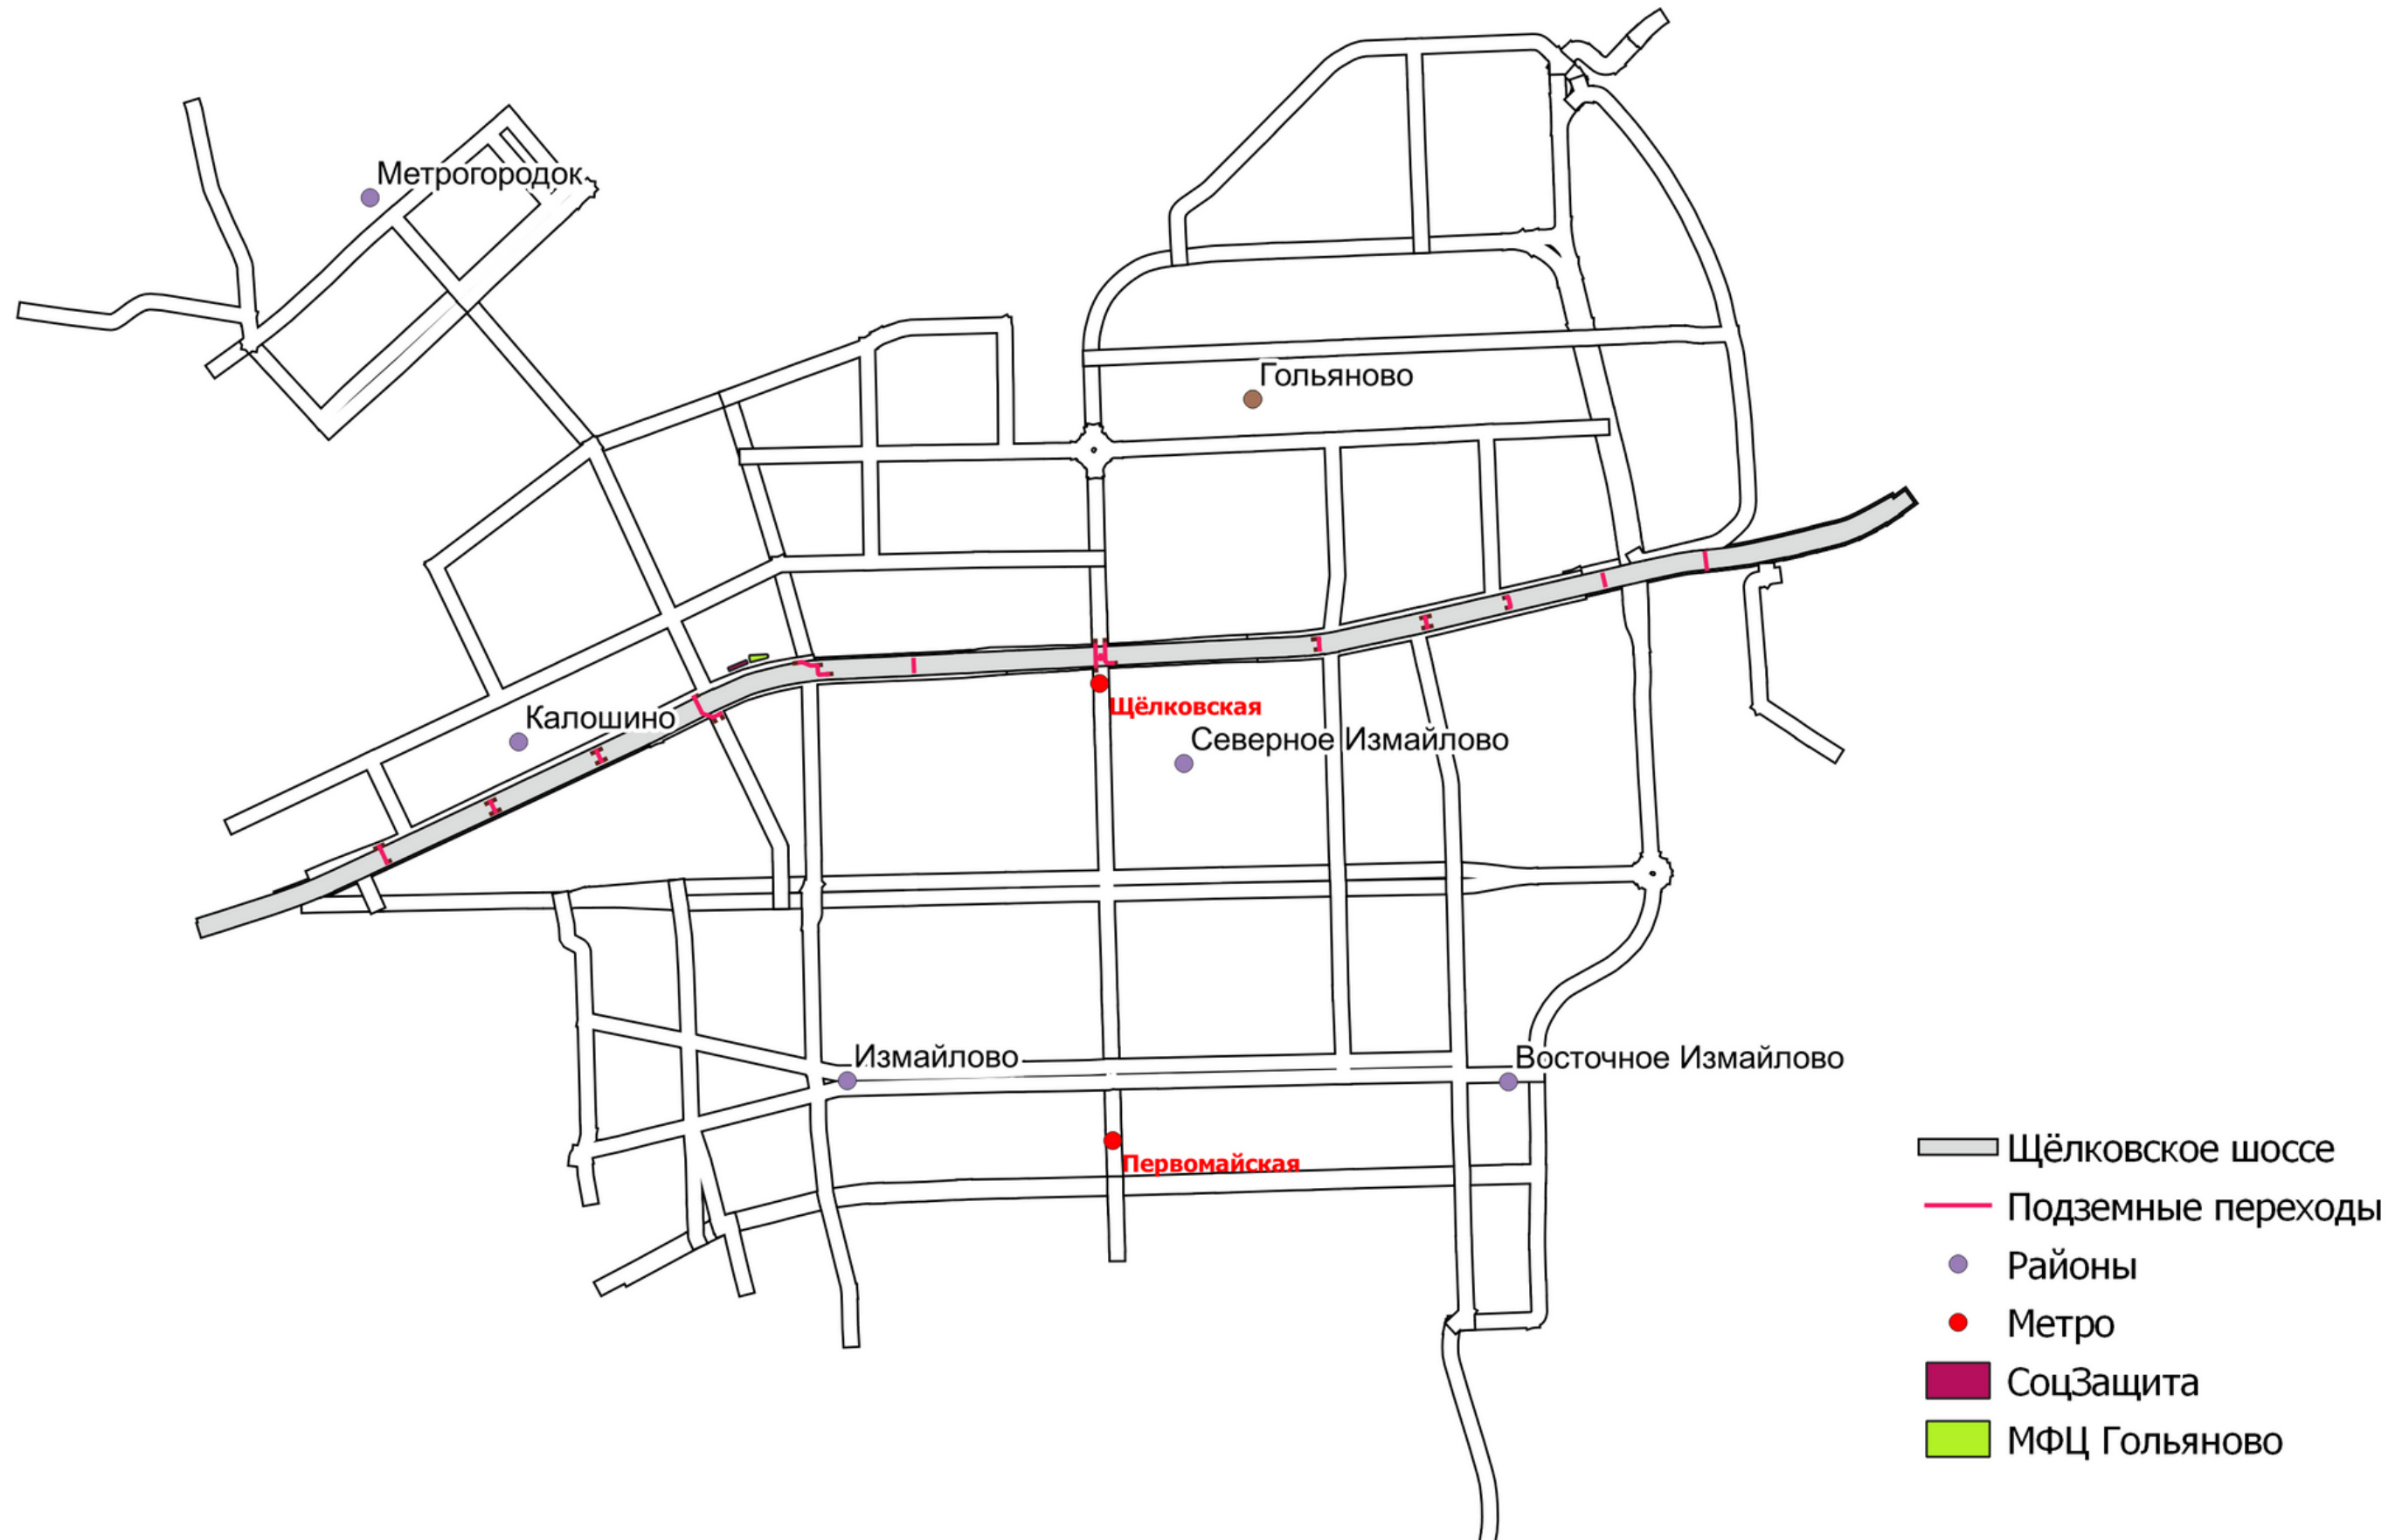 Метрогородок
Гольяново
Щёлковская
Калошино
Северное Измайлово
Измайлово
Восточное Измайлово
Первомайская
Щёлковское шоссе
Подземные переходы
Районы
Метро
СоцЗащита
МФЦ Гольяново